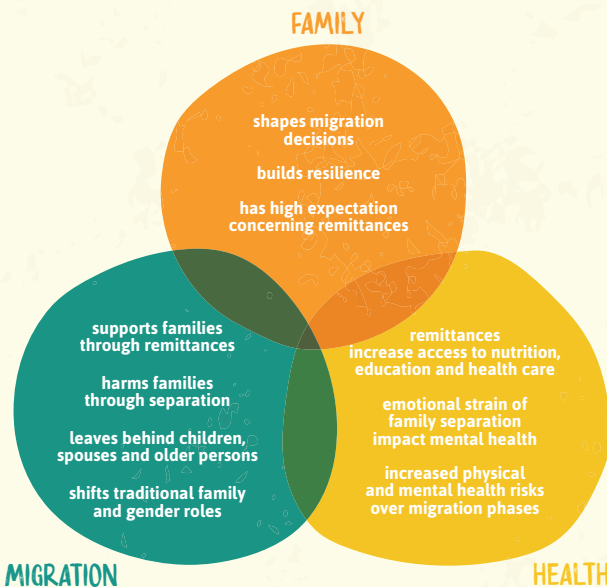 FAMILY
shapes migration
decisions
builds resilience
has high expectation
concerning remittances
supports families
through remittances
harms families
through separation
leaves behind children,
spouses and older persons
shifts traditional family
and gender roles
remittances
increase access to nutrition,
education and health care
emotional strain of
family separation
impact mental health
increased physical
and mental health risks
over migration phases
MIGRATION
HEALTH